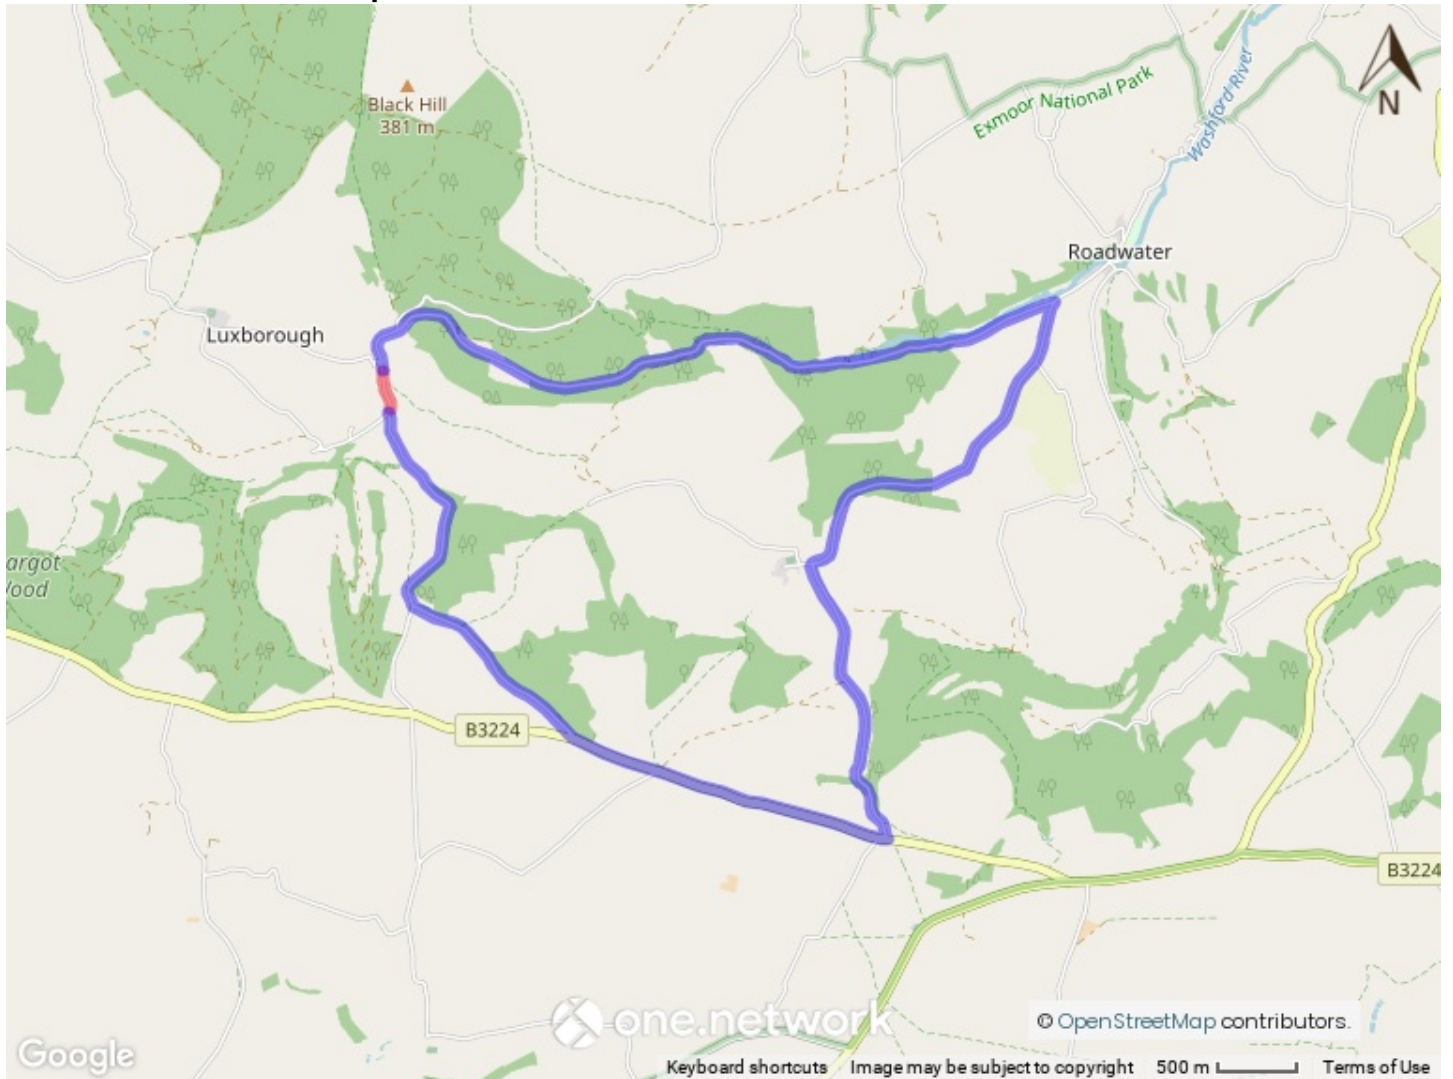 Black Hill
381 m
Exmoor National Park
Washford River
N
Roadwater
Luxborough
argot
ood
B3224
B3224
one.network
© OpenStreetMap contributors.
Google
Keyboard shortcuts Image may be subject to copyright 500 m Terms of Use